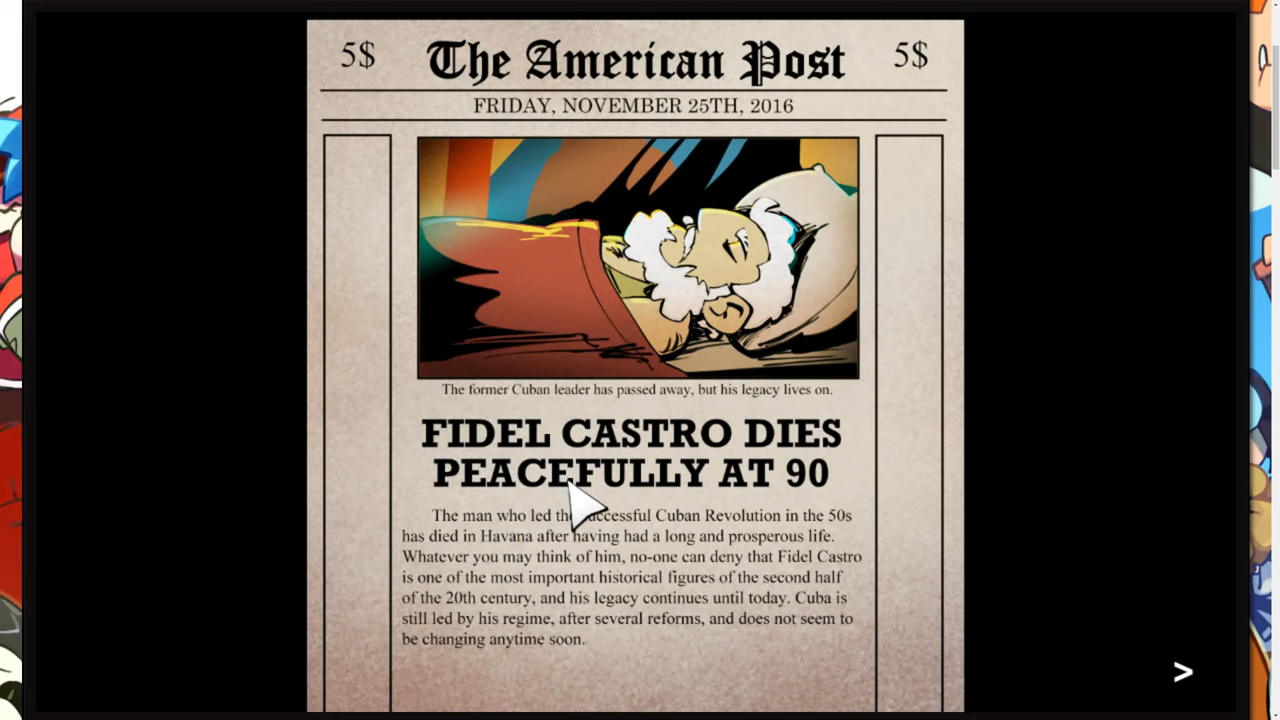 5$ The American Post 5$
FRIDAY, NOVEMBER 25TH, 2016
The former Cuban leader has passed away, but his legacy lives on.
FIDEL CASTRO DIES
PEACEFULLY AT 90
The man who led the successful Cuban Revolution in the 50s
has died in Havana after having had a long and prosperous life.
Whatever you may think of him, no-one can deny that Fidel Castro
is one of the most important historical figures of the second half
of the 20th century, and his legacy continues until today. Cuba is
still led by his regime, after several reforms, and does not seem to
be changing anytime soon.
>